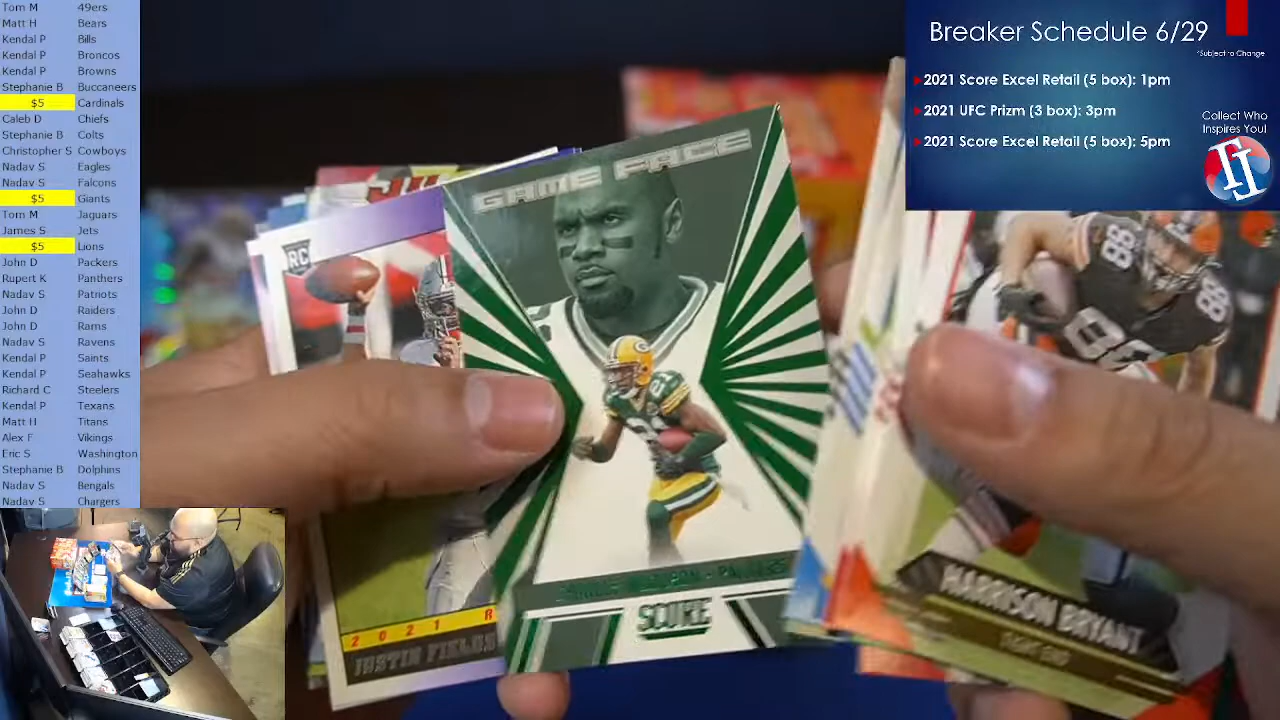 Tom M 49ers
Matt H Bears
Kendal P Bills
Kendal P Broncos
Kendal P Browns
Stephanie B Buccaneers
$5 Cardinals
Caleb D Chiefs
Stephanie B Colts
Christopher S Cowboys
Nadav S Eagles
Nadav S Falcons
$5 Giants
Tom M Jaguars
James S Jets
$5 Lions
John D Packers
Rupert K Panthers
Nadav S Patriots
John D Raiders
John D Rams
Nadav S Ravens
Kendal P Saints
Kendal P Seahawks
Richard C Steelers
Kendal P Texans
Matt H Titans
Alex F Vikings
Eric S Washington
Stephanie B Dolphins
Nadav S Bengals
Nadav S Chargers
Breaker Schedule 6/29
*Subject to Change
2021 Score Excel Retail (5 box): 1pm
2021 UFC Prizm (3 box): 3pm
2021 Score Excel Retail (5 box): 5pm
Collect Who
Inspires You!
GAME FACE
RC
21
SCORE
2021 R
JUSTIN FIELDS
88
88
88
HARRISON BRYANT
TIGHT END